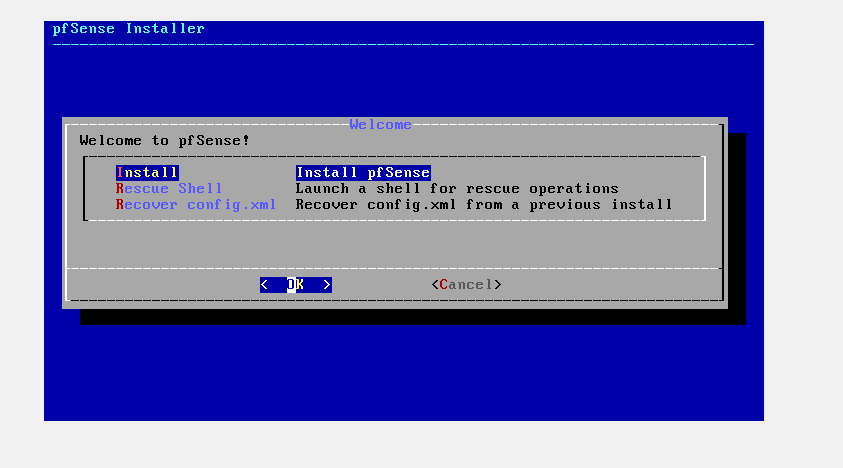 pfSense Installer
Welcome
Welcome to pfSense!
Install Install pfSense
Rescue Shell Launch a shell for rescue operations
Recover config.xml Recover config.xml from a previous install
< OK > <Cancel>